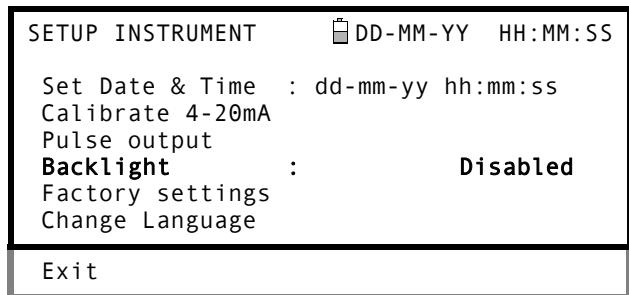 SETUP INSTRUMENT DD-MM-YY HH:MM:SS
Set Date & Time : dd-mm-yy hh:mm:ss
Calibrate 4-20mA
Pulse output
Backlight : Disabled
Factory settings
Change Language
Exit